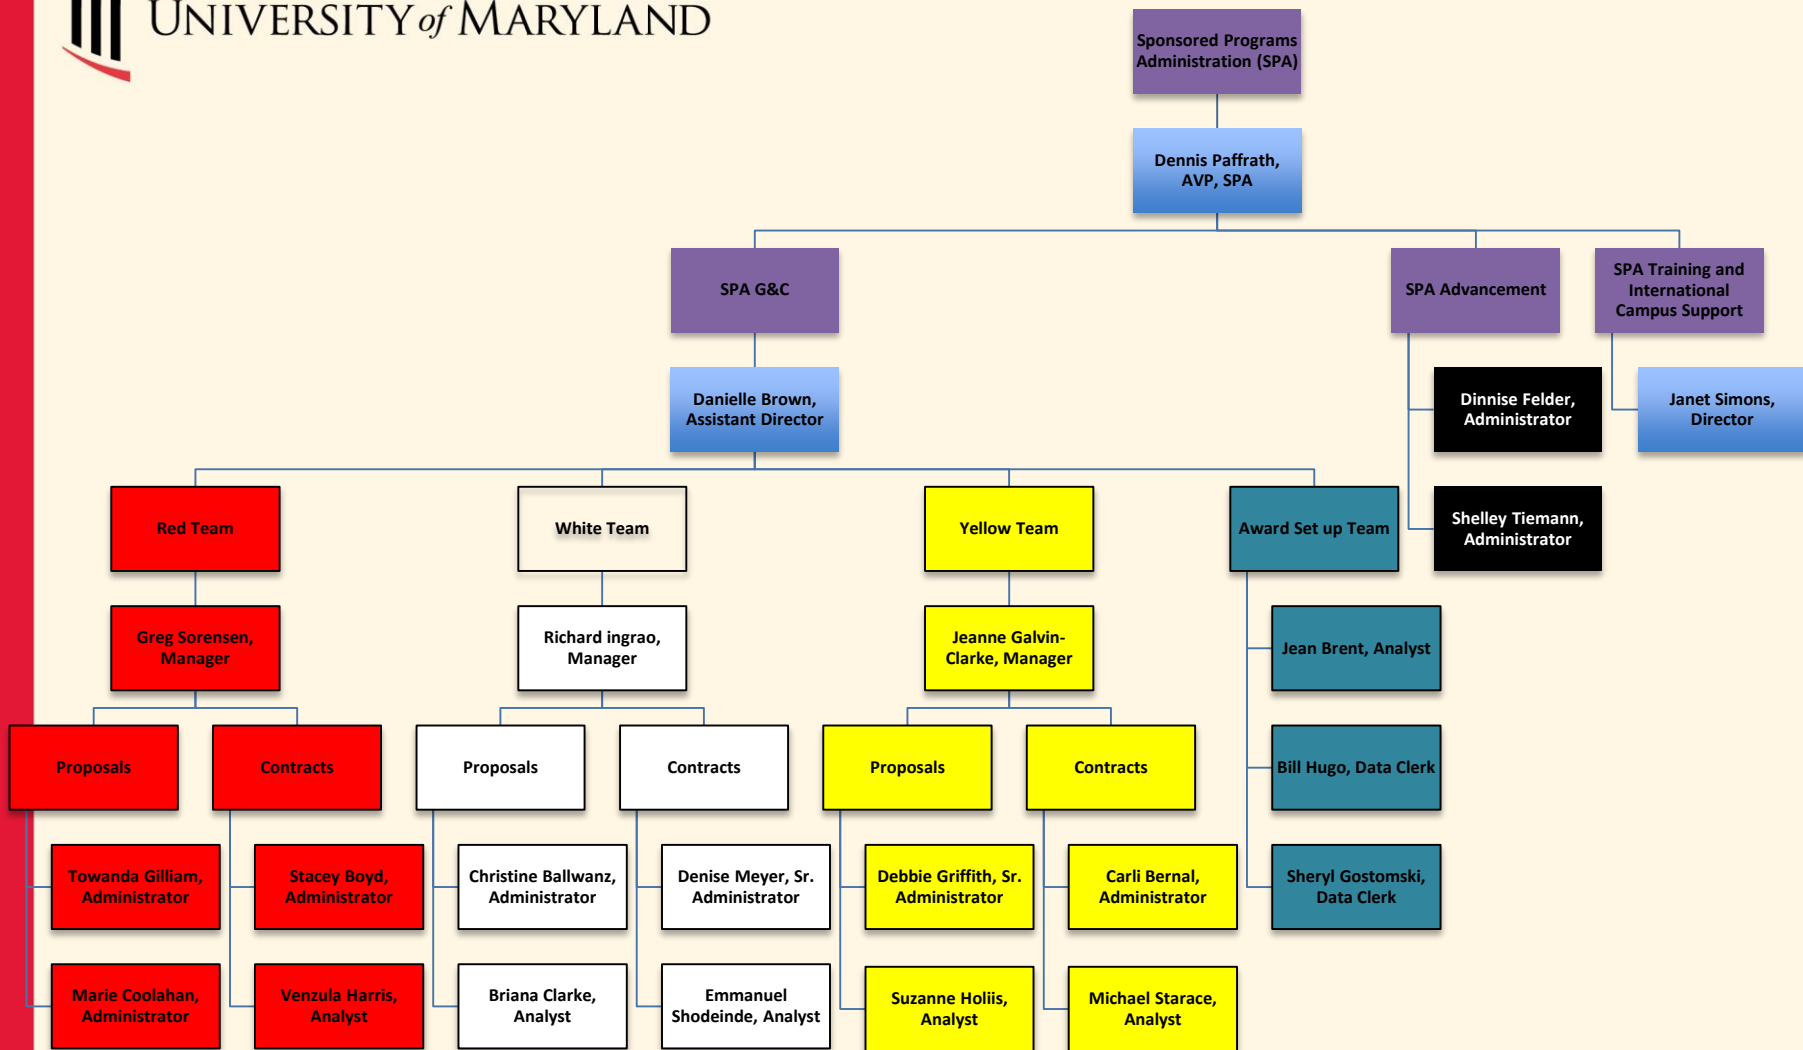 UNIVERSITY of MARYLAND
Sponsored Programs
Administration (SPA)
Dennis Paffrath,
AVP, SPA
SPA G&C
SPA Advancement
SPA Training and
International
Campus Support
Danielle Brown,
Assistant Director
Dinnise Felder,
Administrator
Janet Simons,
Director
Shelley Tiemann,
Administrator
Red Team
White Team
Yellow Team
Award Set up Team
Greg Sorensen,
Manager
Richard ingrao,
Manager
Jeanne Galvin-
Clarke, Manager
Jean Brent, Analyst
Proposals
Contracts
Proposals
Contracts
Proposals
Contracts
Bill Hugo, Data Clerk
Towanda Gilliam,
Administrator
Stacey Boyd,
Administrator
Christine Ballwanz,
Administrator
Denise Meyer, Sr.
Administrator
Debbie Griffith, Sr.
Administrator
Carli Bernal,
Administrator
Sheryl Gostomski,
Data Clerk
Marie Coolahan,
Administrator
Venzula Harris,
Analyst
Briana Clarke,
Analyst
Emmanuel
Shodeinde, Analyst
Suzanne Holiis,
Analyst
Michael Starace,
Analyst